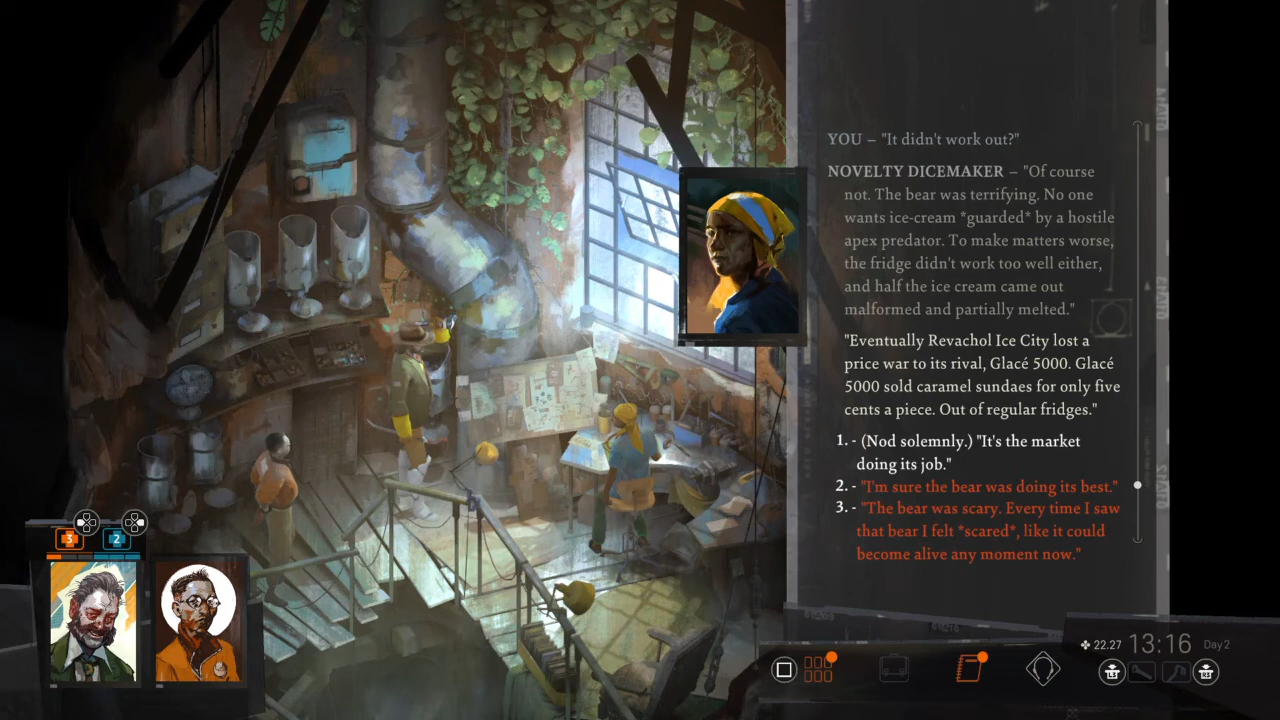 YOU – "It didn't work out?"
NOVELTY DICEMAKER – "Of course
not. The bear was terrifying. No one
wants ice-cream *guarded* by a hostile
apex predator. To make matters worse,
the fridge didn't work too well either,
and half the ice cream came out
malformed and partially melted."
"Eventually Revachol Ice City lost a
price war to its rival, Glacé 5000. Glacé
5000 sold caramel sundaes for only five
cents a piece. Out of regular fridges."
1. - (Nod solemnly.) "It's the market
doing its job."
2. - "I'm sure the bear was doing its best."
3. - "The bear was scary. Every time I saw
that bear I felt *scared*, like it could
become alive any moment now."
3 2
22.27 13:16 Day 2